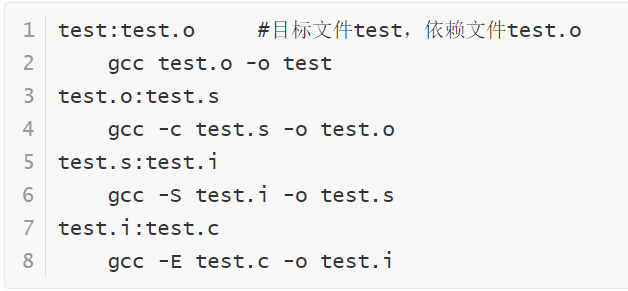 1 test:test.o     #目标文件test，依赖文件test.o
2     gcc test.o -o test
3 test.o:test.s
4     gcc -c test.s -o test.o
5 test.s:test.i
6     gcc -S test.i -o test.s
7 test.i:test.c
8     gcc -E test.c -o test.i